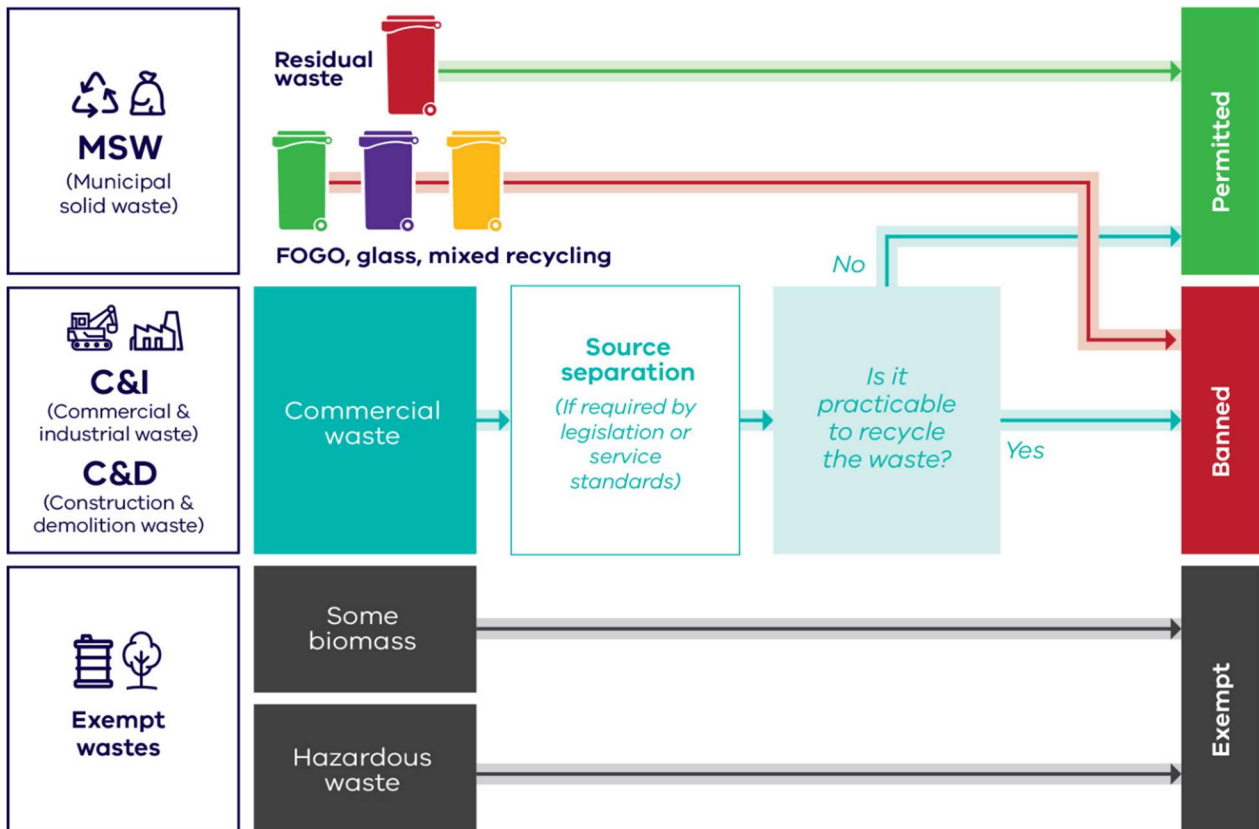 MSW
(Municipal
solid waste)
Residual
waste
FOGO, glass, mixed recycling
Permitted
C&I
(Commercial &
industrial waste)
C&D
(Construction &
demolition waste)
Commercial
waste
Source
separation
(If required by
legislation or
service
standards)
Is it
practicable
to recycle
the waste?
No
Yes
Banned
Exempt
wastes
Some
biomass
Hazardous
waste
Exempt